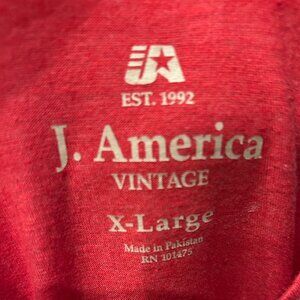 EST. 1992
J. America
VINTAGE
X-Large
Made in Pakistan
RN 101475